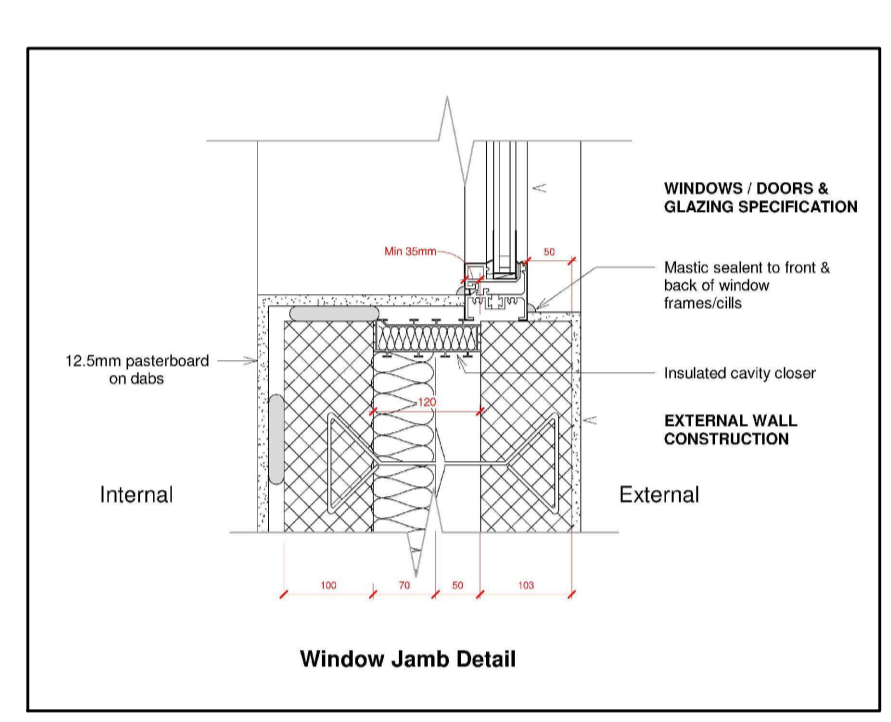 WINDOWS / DOORS &
GLAZING SPECIFICATION
Min 35mm
50
Mastic sealent to front &
back of window
frames/cills
12.5mm pasterboard
on dabs
Insulated cavity closer
120
EXTERNAL WALL
CONSTRUCTION
Internal
External
100
70
50
103
Window Jamb Detail